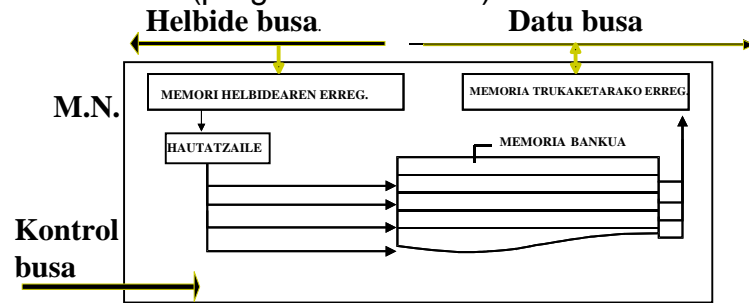 Helbide busa.
Datu busa
MEMORI HELBIDEAREN ERREG.
MEMORIA TRUKAKETARAKO ERREG.
M.N.
HAUTATZAILE
MEMORIA BANKUA
Kontrol
busa